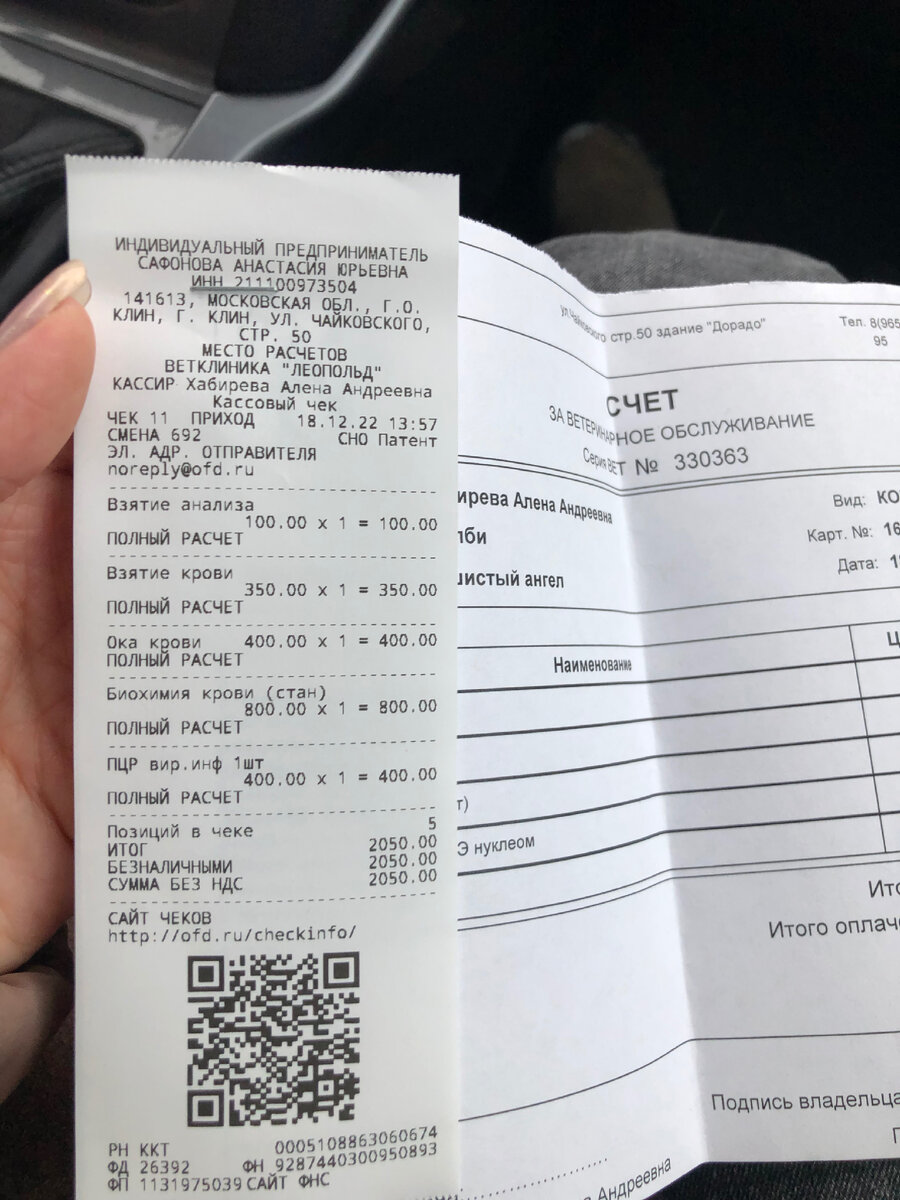 ИНДИВИДУАЛЬНЫЙ ПРЕДПРИНИМАТЕЛЬ
САФОНОВА АНАСТАСИЯ ЮРЬЕВНА
ИНН 211100973504
141613, МОСКОВСКАЯ ОБЛ., Г.О.
КЛИН, Г. КЛИН, УЛ. ЧАЙКОВСКОГО,
СТР. 50
МЕСТО РАСЧЕТОВ
ВЕТКЛИНИКА "ЛЕОПОЛЬД"
КАССИР Хабирева Алена Андреевна
Кассовый чек
ЧЕК 11 ПРИХОД 18.12.22 13:57
СМЕНА 692 СНО Патент
ЭЛ. АДР. ОТПРАВИТЕЛЯ
noreply@ofd.ru
Взятие анализа
100.00 x 1 = 100.00
ПОЛНЫЙ РАСЧЕТ
Взятие крови
350.00 x 1 = 350.00
ПОЛНЫЙ РАСЧЕТ
Ока крови 400.00 x 1 = 400.00
ПОЛНЫЙ РАСЧЕТ
Биохимия крови (стан)
800.00 x 1 = 800.00
ПОЛНЫЙ РАСЧЕТ
ПЦР вир.инф 1шт
400.00 x 1 = 400.00
ПОЛНЫЙ РАСЧЕТ
Позиций в чеке 5
ИТОГ 2050.00
БЕЗНАЛИЧНЫМИ 2050.00
СУММА БЕЗ НДС 2050.00
САЙТ ЧЕКОВ
http://ofd.ru/checkinfo/
РН ККТ 0005108863060674
ФД 26392 ФН 9287440300950893
ФП 1131975039 САЙТ ФНС
ул.Чайковского стр.50 здание "Дорадо" Тел. 8(965
95
СЧЕТ
ЗА ВЕТЕРИНАРНОЕ ОБСЛУЖИВАНИЕ
Серия ВЕТ № 330363
ирева Алена Андреевна Вид: КО
лби Карт. №: 16
шистый ангел Дата: 1
Наименование Ц
т)
Э нуклеом
Ито
Итого оплаче
Подпись владельца
а Андреевна